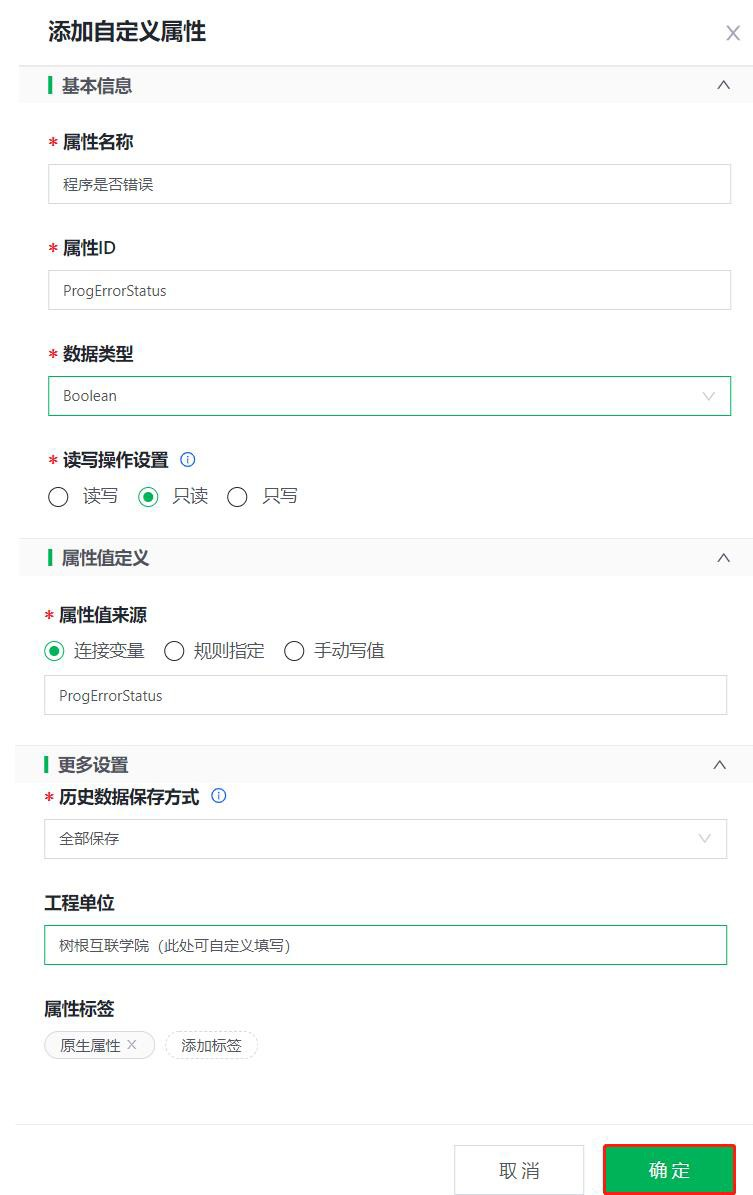 添加自定义属性
基本信息
* 属性名称
程序是否错误
* 属性ID
ProgErrorStatus
* 数据类型
Boolean
* 读写操作设置
读写 只读 只写
属性值定义
* 属性值来源
连接变量 规则指定 手动写值
ProgErrorStatus
更多设置
* 历史数据保存方式
全部保存
工程单位
树根互联学院（此处可自定义填写）
属性标签
原生属性 × 添加标签
取消 确定